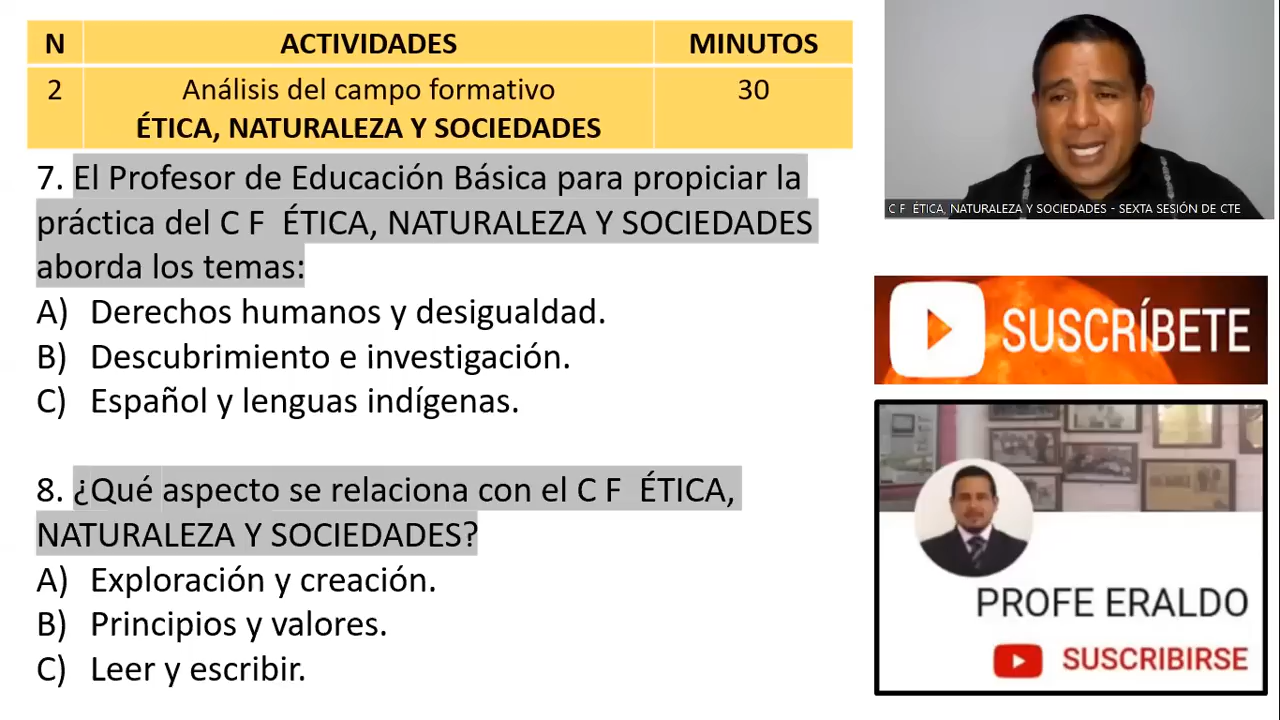 N ACTIVIDADES MINUTOS
2 Análisis del campo formativo 30
ÉTICA, NATURALEZA Y SOCIEDADES
7. El Profesor de Educación Básica para propiciar la
práctica del C F ÉTICA, NATURALEZA Y SOCIEDADES
aborda los temas:
A) Derechos humanos y desigualdad.
B) Descubrimiento e investigación.
C) Español y lenguas indígenas.
8. ¿Qué aspecto se relaciona con el C F ÉTICA,
NATURALEZA Y SOCIEDADES?
A) Exploración y creación.
B) Principios y valores.
C) Leer y escribir.
C F ÉTICA, NATURALEZA Y SOCIEDADES - SEXTA SESIÓN DE CTE
SUSCRÍBETE
PROFE ERALDO
SUSCRIBIRSE